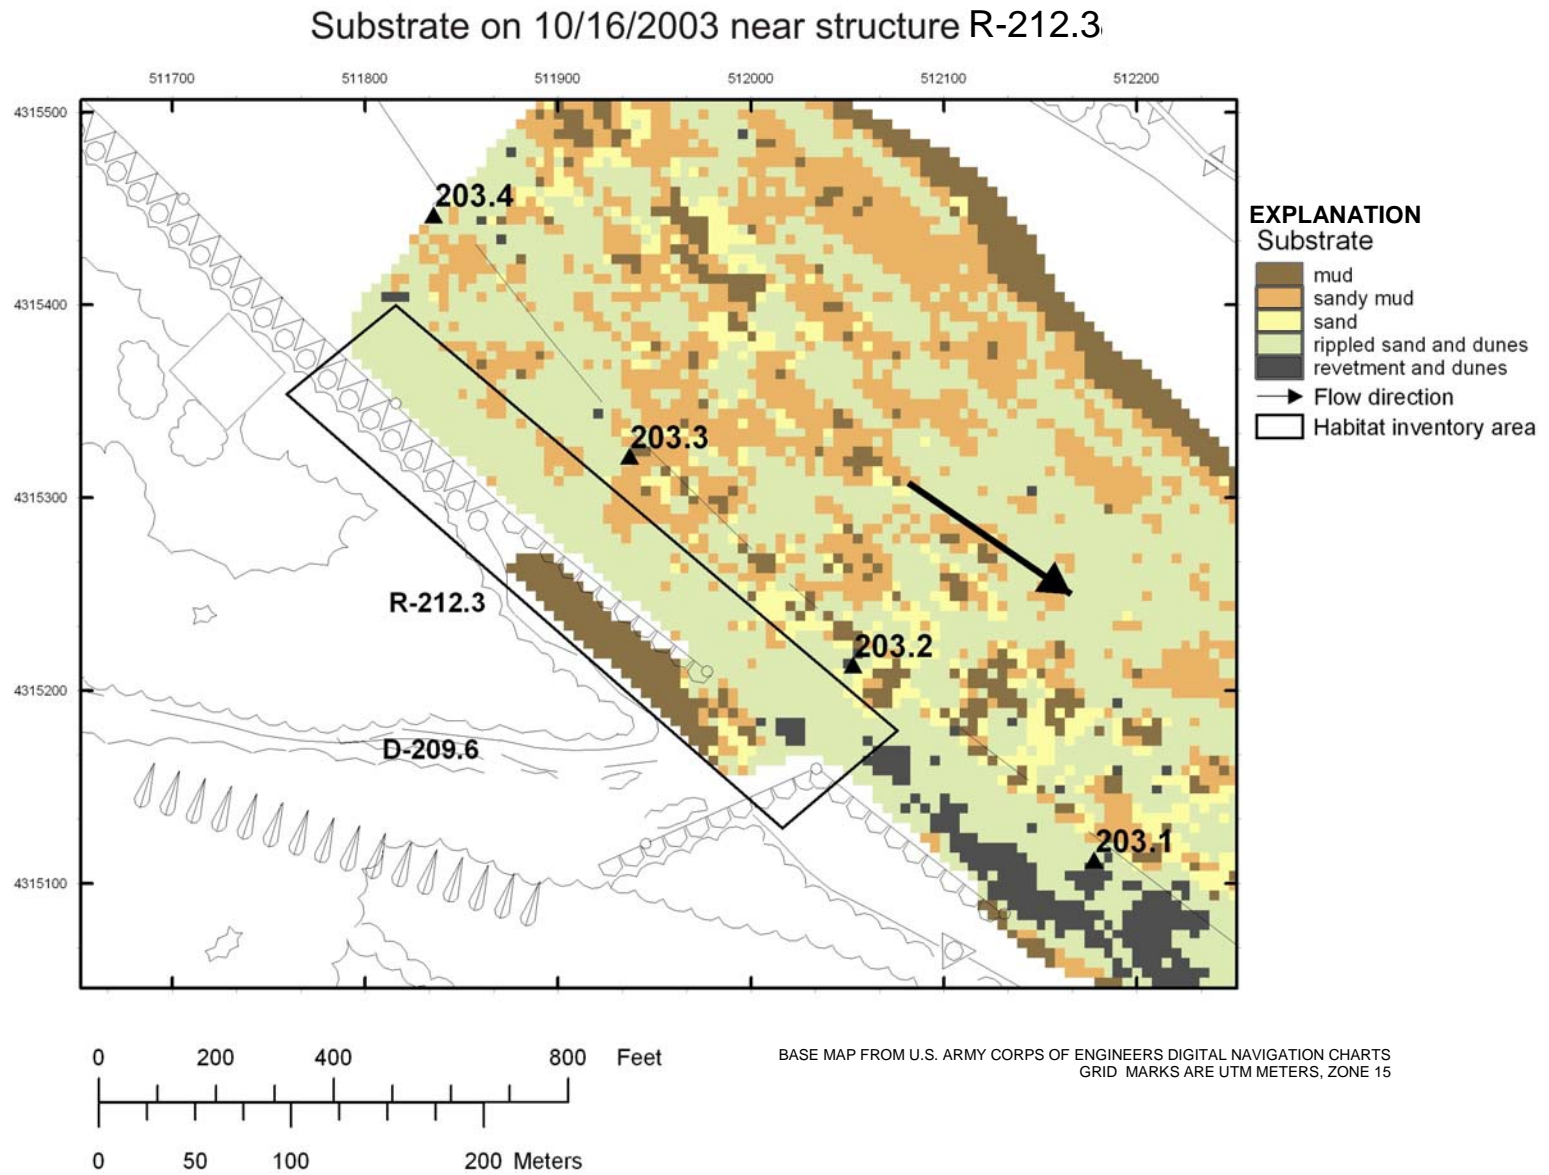 Substrate on 10/16/2003 near structure R-212.3
511700 511800 511900 512000 512100 512200
4315500
4315400
4315300
4315200
4315100
203.4
203.3
203.2
203.1
R-212.3
D-209.6
EXPLANATION
Substrate
mud
sandy mud
sand
rippled sand and dunes
revetment and dunes
Flow direction
Habitat inventory area
0 200 400 800 Feet
0 50 100 200 Meters
BASE MAP FROM U.S. ARMY CORPS OF ENGINEERS DIGITAL NAVIGATION CHARTS
GRID MARKS ARE UTM METERS, ZONE 15